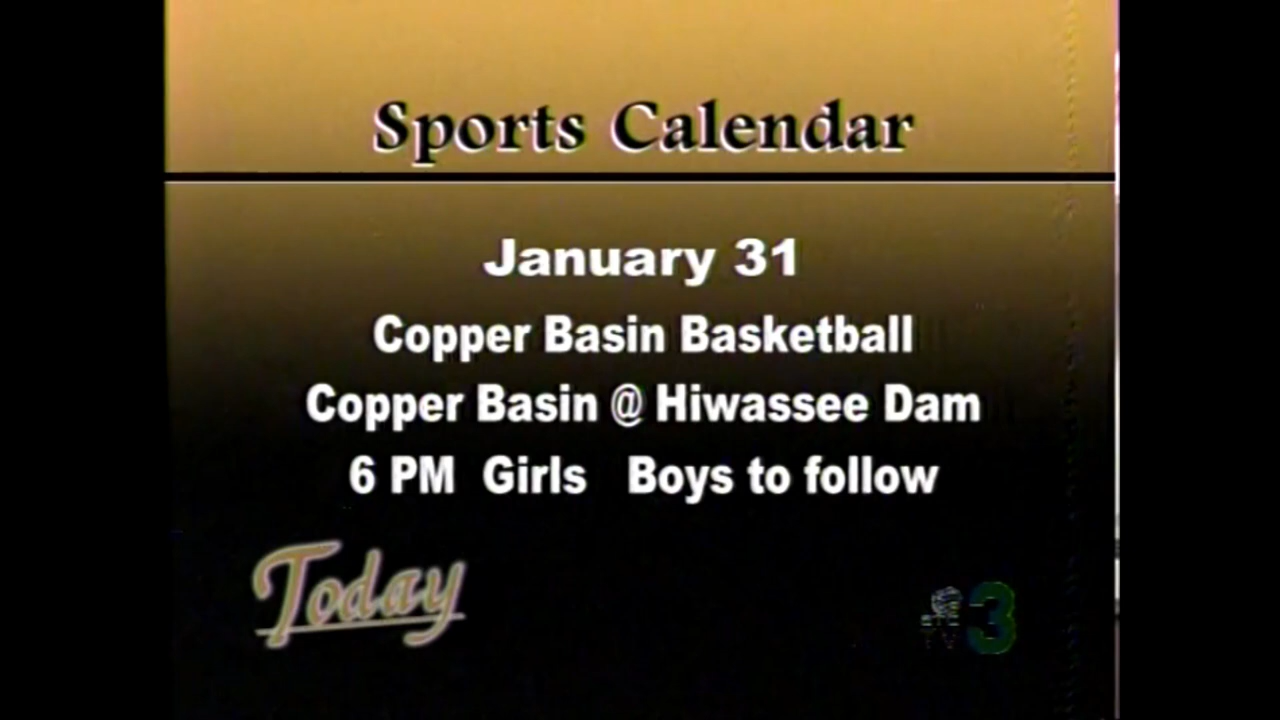 Sports Calendar
January 31
Copper Basin Basketball
Copper Basin @ Hiwassee Dam
6 PM Girls Boys to follow
Today
TV 3